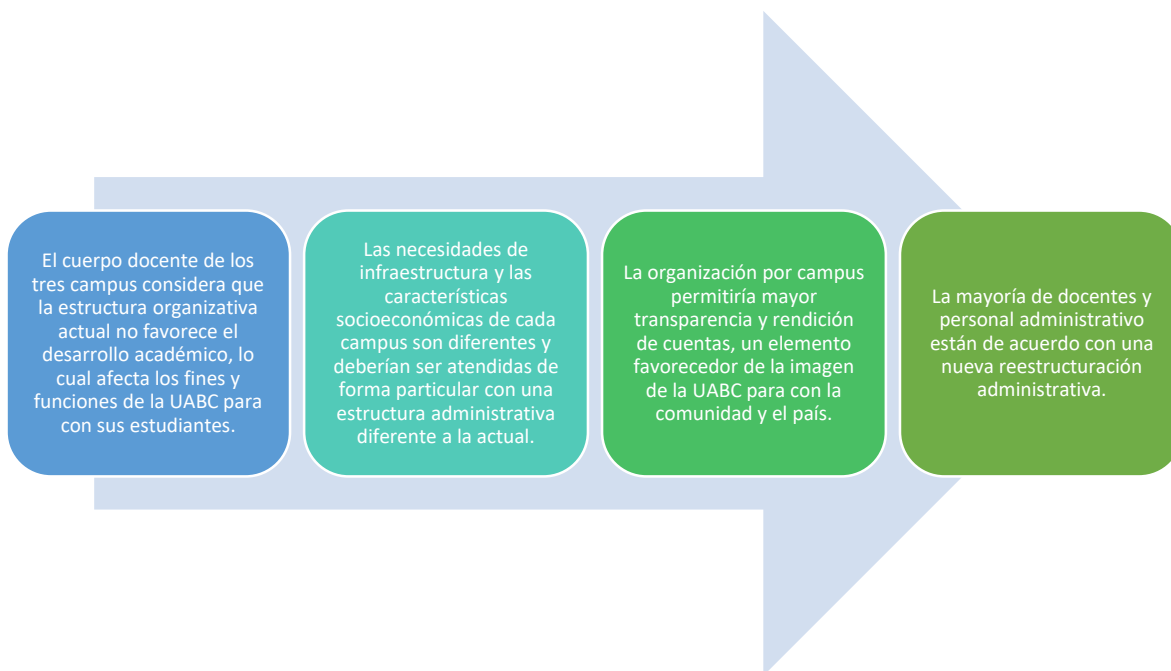 El cuerpo docente de los
tres campus considera que
la estructura organizativa
actual no favorece el
desarrollo académico, lo
cual afecta los fines y
funciones de la UABC para
con sus estudiantes.
Las necesidades de
infraestructura y las
características
socioeconómicas de cada
campus son diferentes y
deberían ser atendidas de
forma particular con una
estructura administrativa
diferente a la actual.
La organización por campus
permitiría mayor
transparencia y rendición
de cuentas, un elemento
favorecedor de la imagen
de la UABC para con la
comunidad y el país.
La mayoría de docentes y
personal administrativo
están de acuerdo con una
nueva reestructuración
administrativa.